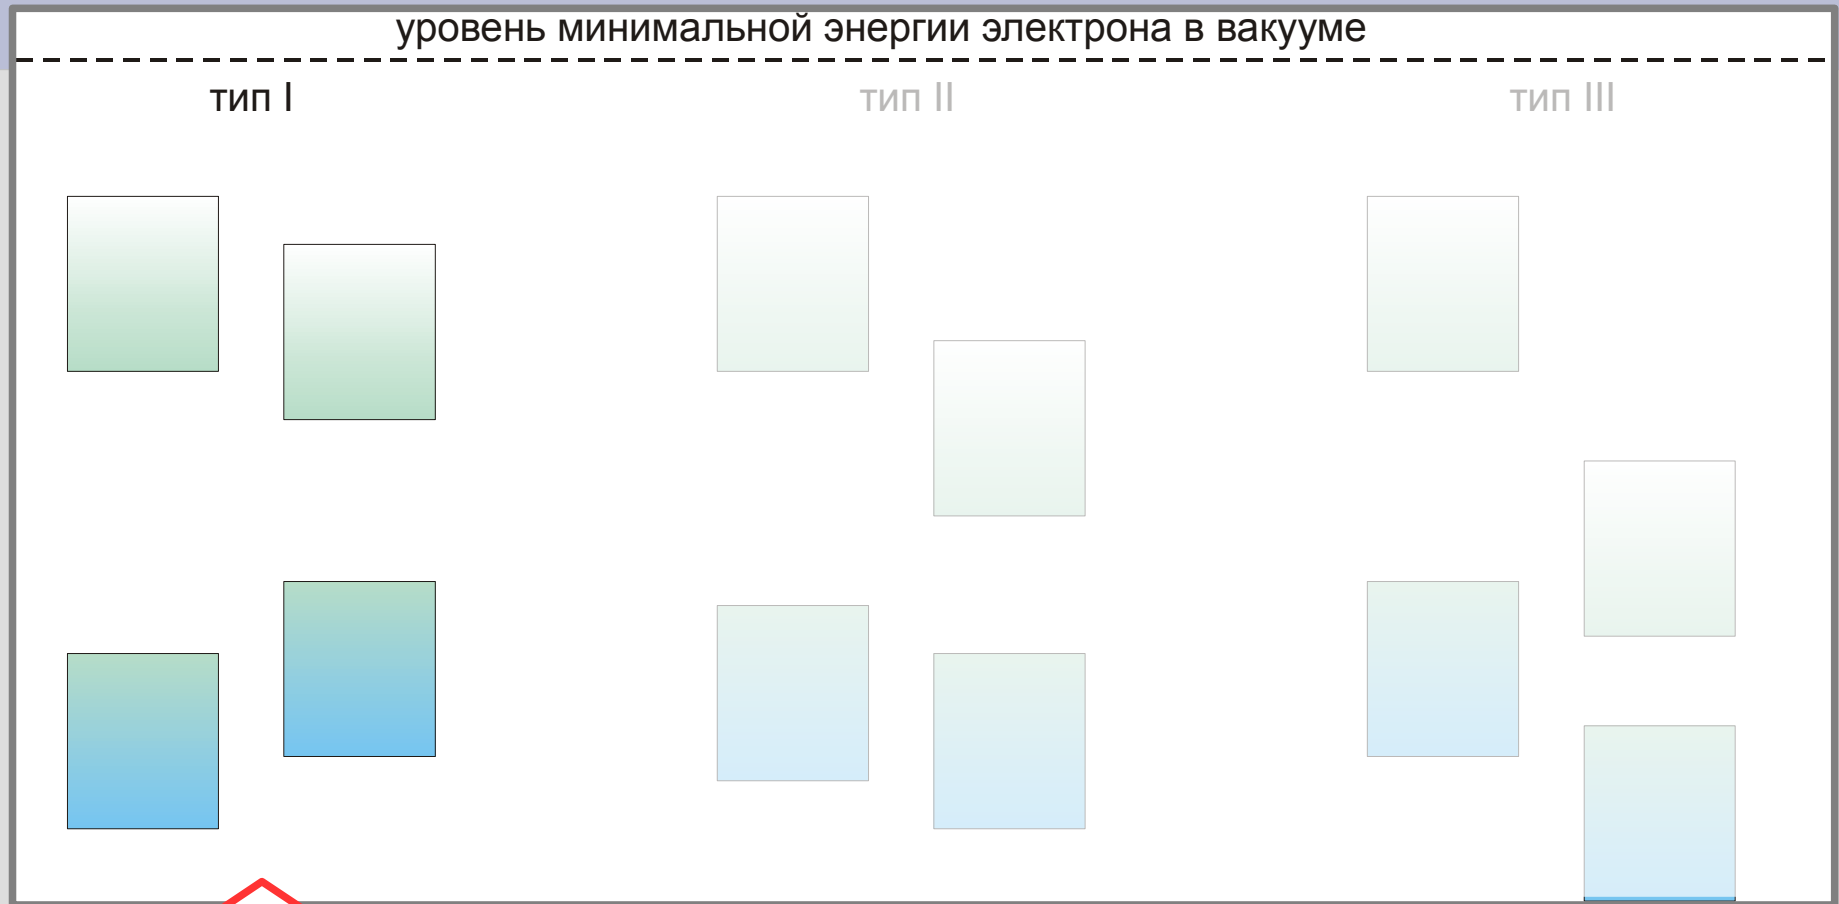 уровень минимальной энергии электрона в вакууме
тип I
тип II
тип III